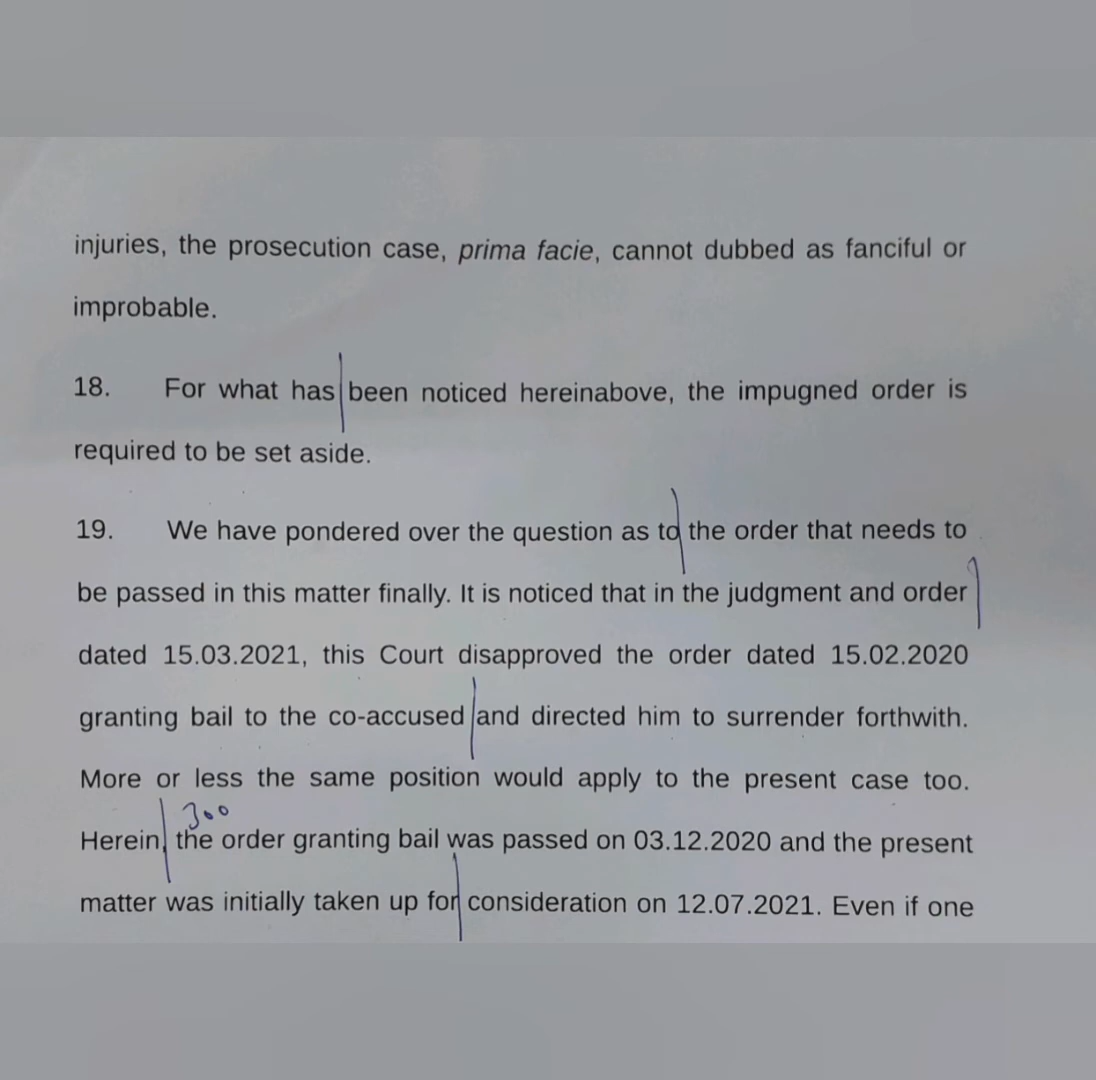 injuries, the prosecution case, prima facie, cannot dubbed as fanciful or
improbable.
18. For what has been noticed hereinabove, the impugned order is
required to be set aside.
19. We have pondered over the question as to the order that needs to
be passed in this matter finally. It is noticed that in the judgment and order
dated 15.03.2021, this Court disapproved the order dated 15.02.2020
granting bail to the co-accused and directed him to surrender forthwith.
More or less the same position would apply to the present case too.
300
Herein, the order granting bail was passed on 03.12.2020 and the present
matter was initially taken up for consideration on 12.07.2021. Even if one